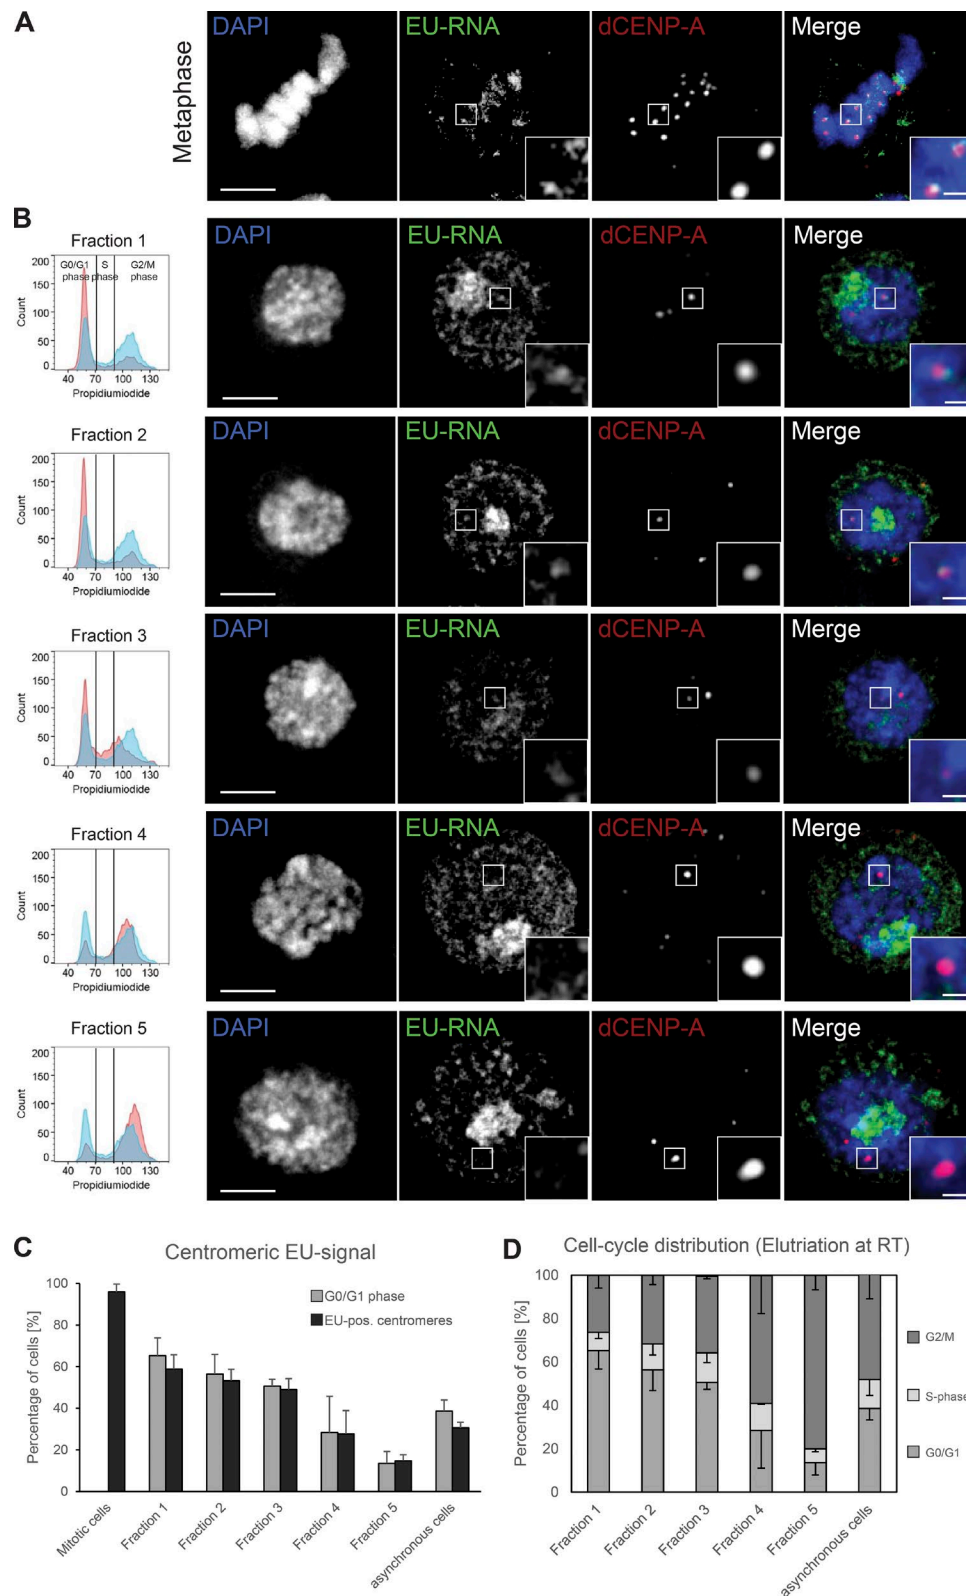 A
Metaphase
DAPI
EU-RNA
dCENP-A
Merge
B
Fraction 1
G0/G1 phase
S phase
G2/M phase
Count
200
150
100
50
0
40 70 100 130
Propidiumiodide
DAPI
EU-RNA
dCENP-A
Merge
Fraction 2
Count
200
150
100
50
0
40 70 100 130
Propidiumiodide
DAPI
EU-RNA
dCENP-A
Merge
Fraction 3
Count
200
150
100
50
0
40 70 100 130
Propidiumiodide
DAPI
EU-RNA
dCENP-A
Merge
Fraction 4
Count
200
150
100
50
0
40 70 100 130
Propidiumiodide
DAPI
EU-RNA
dCENP-A
Merge
Fraction 5
Count
200
150
100
50
0
40 70 100 130
Propidiumiodide
DAPI
EU-RNA
dCENP-A
Merge
C
Centromeric EU-signal
Percentage of cells [%]
100
80
60
40
20
0
G0/G1 phase
EU-pos. centromeres
Mitotic cells
Fraction 1
Fraction 2
Fraction 3
Fraction 4
Fraction 5
asynchronous cells
D
Cell-cycle distribution (Elutriation at RT)
Percentage of cells [%]
100
80
60
40
20
0
G2/M
S-phase
G0/G1
Fraction 1
Fraction 2
Fraction 3
Fraction 4
Fraction 5
asynchronous cells